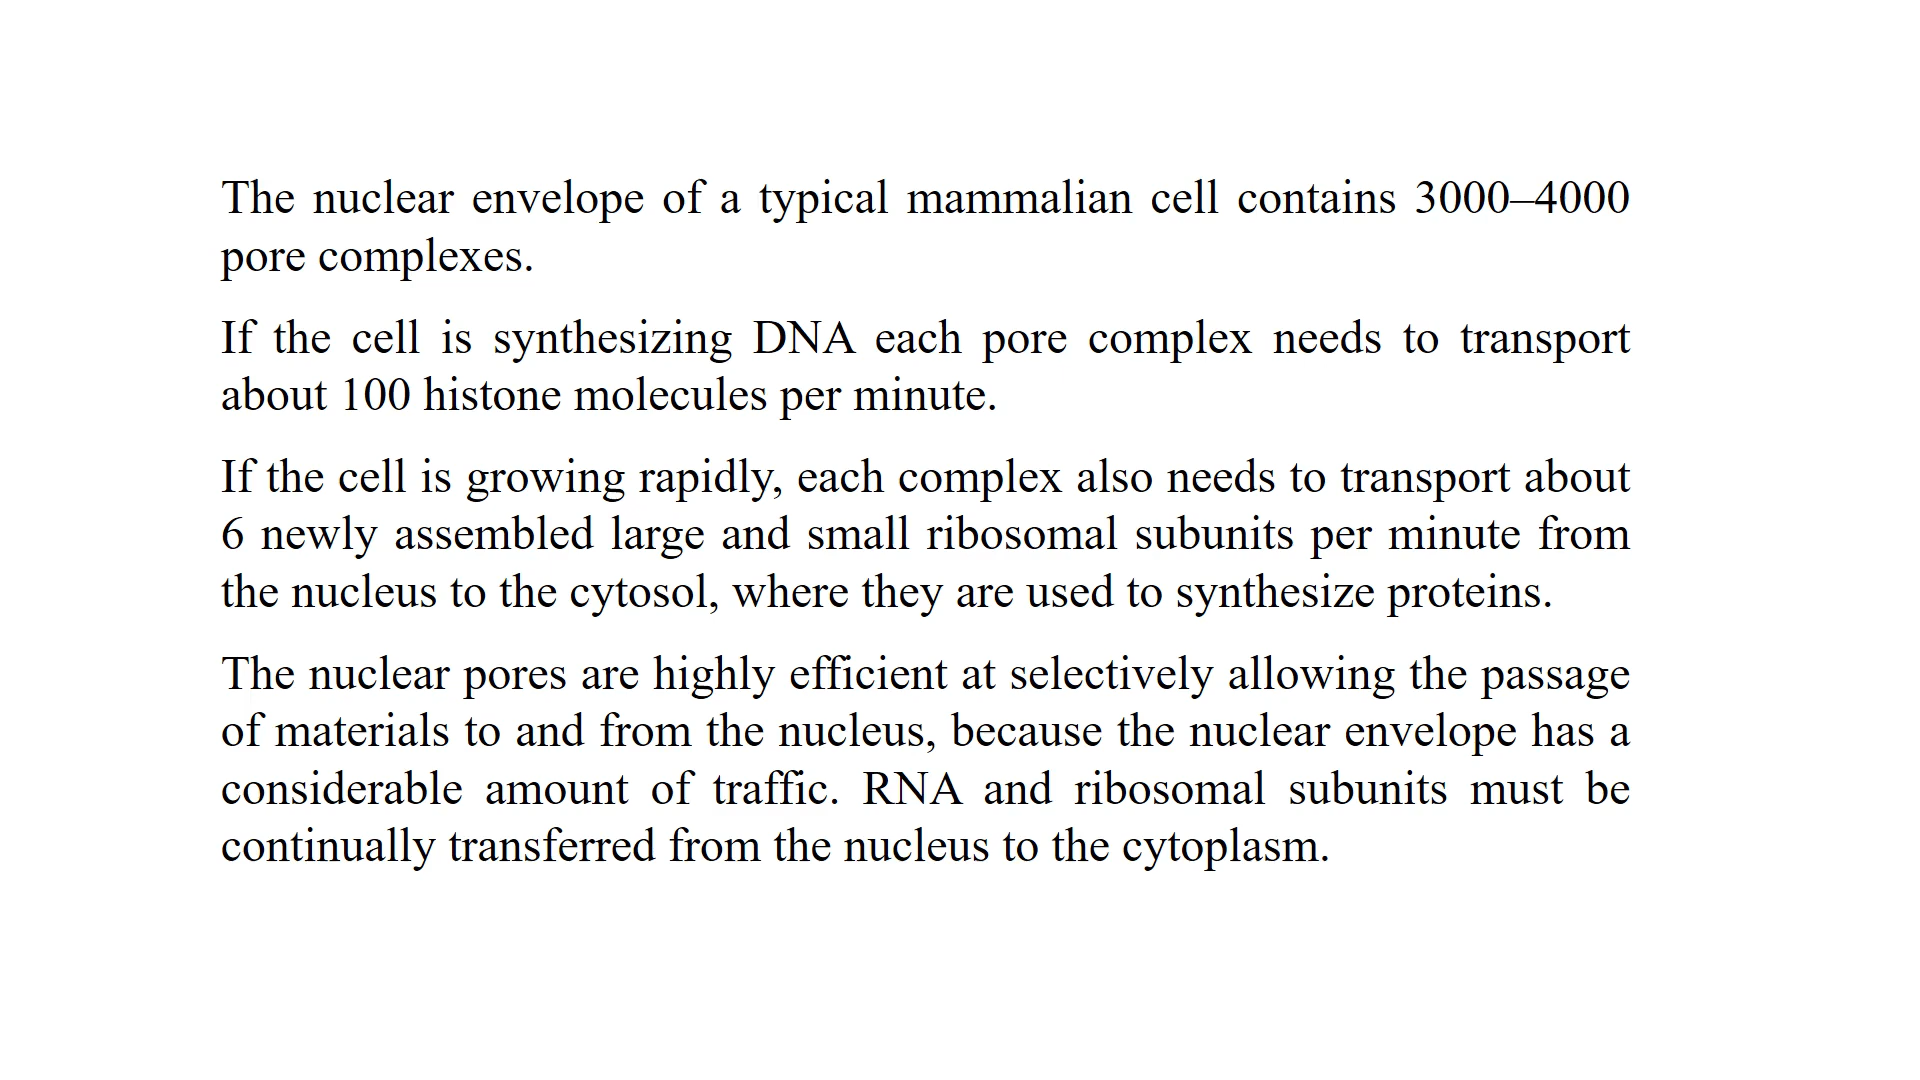 The nuclear envelope of a typical mammalian cell contains 3000–4000
pore complexes.
If the cell is synthesizing DNA each pore complex needs to transport
about 100 histone molecules per minute.
If the cell is growing rapidly, each complex also needs to transport about
6 newly assembled large and small ribosomal subunits per minute from
the nucleus to the cytosol, where they are used to synthesize proteins.
The nuclear pores are highly efficient at selectively allowing the passage
of materials to and from the nucleus, because the nuclear envelope has a
considerable amount of traffic. RNA and ribosomal subunits must be
continually transferred from the nucleus to the cytoplasm.